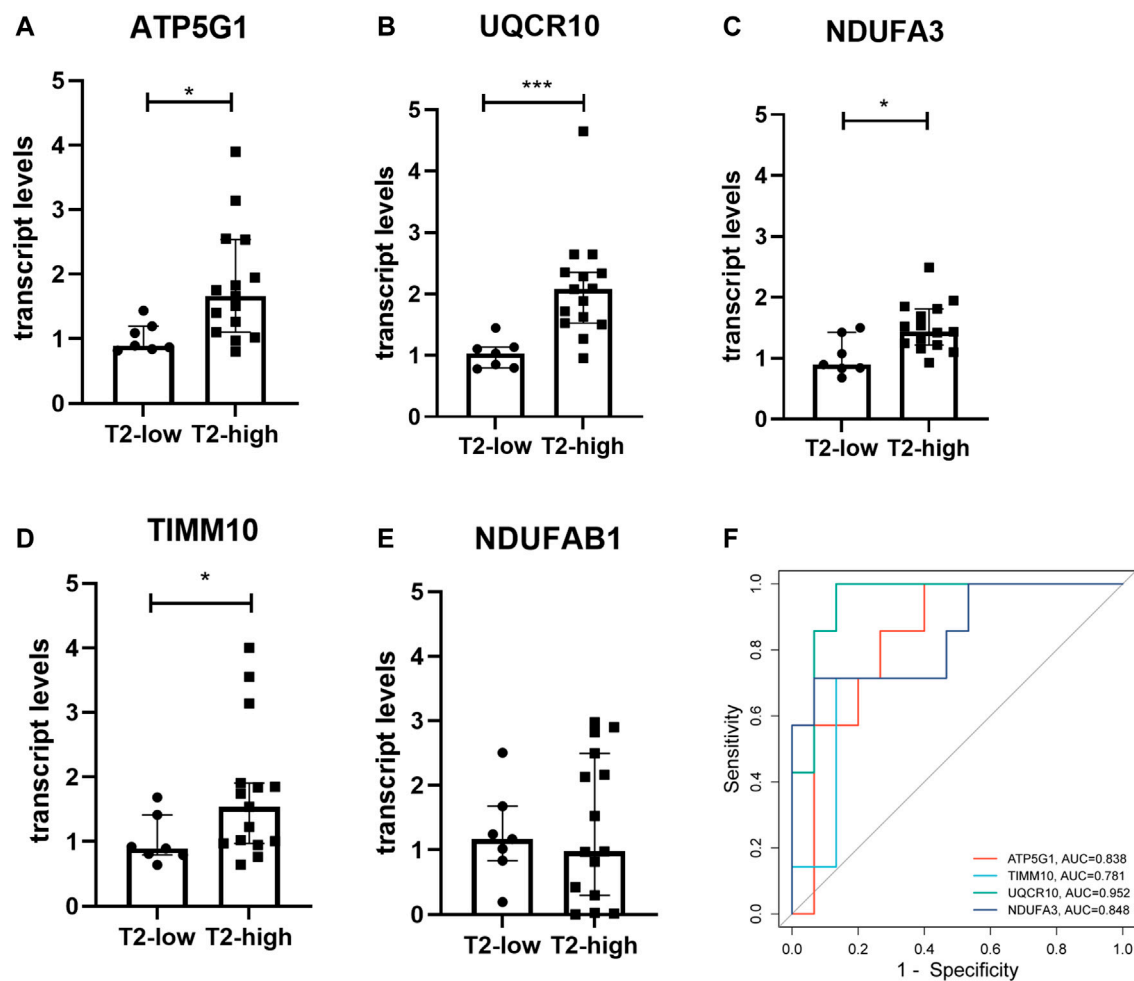 A
ATP5G1
transcript levels
5
4
3
2
1
0
*
T2-low
T2-high
B
UQCR10
transcript levels
5
4
3
2
1
0
***
T2-low
T2-high
C
NDUFA3
transcript levels
5
4
3
2
1
0
*
T2-low
T2-high
D
TIMM10
transcript levels
5
4
3
2
1
0
*
T2-low
T2-high
E
NDUFAB1
transcript levels
5
4
3
2
1
0
T2-low
T2-high
F
Sensitivity
1.0
0.8
0.6
0.4
0.2
0.0
ATP5G1, AUC=0.838
TIMM10, AUC=0.781
UQCR10, AUC=0.952
NDUFA3, AUC=0.848
0.0
0.2
0.4
0.6
0.8
1.0
1 - Specificity